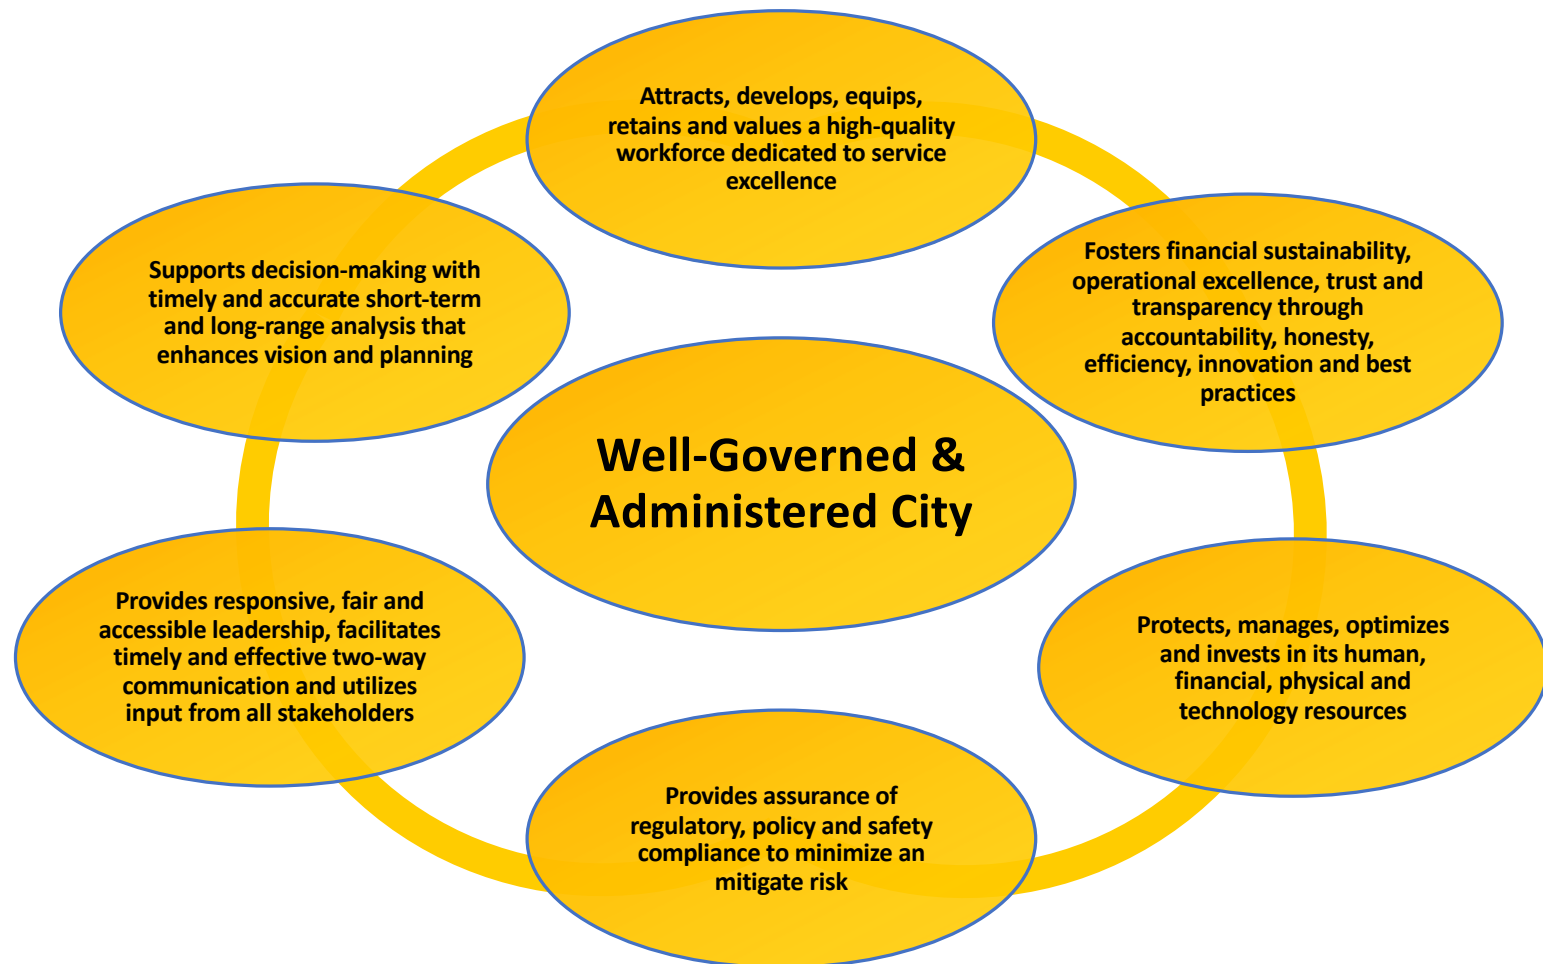 Attracts, develops, equips,
retains and values a high-quality
workforce dedicated to service
excellence
Fosters financial sustainability,
operational excellence, trust and
transparency through
accountability, honesty,
efficiency, innovation and best
practices
Protects, manages, optimizes
and invests in its human,
financial, physical and
technology resources
Provides assurance of
regulatory, policy and safety
compliance to minimize an
mitigate risk
Provides responsive, fair and
accessible leadership, facilitates
timely and effective two-way
communication and utilizes
input from all stakeholders
Supports decision-making with
timely and accurate short-term
and long-range analysis that
enhances vision and planning
Well-Governed &
Administered City